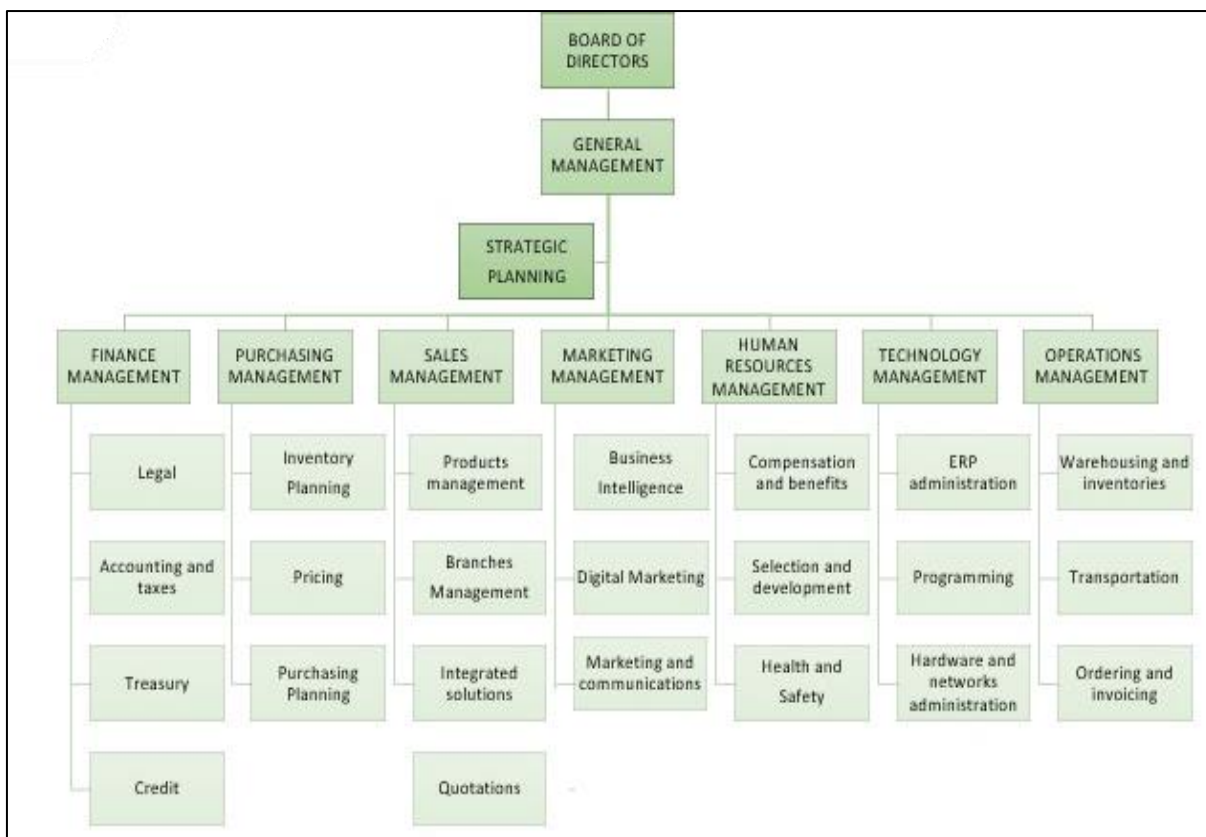 BOARD OF
DIRECTORS
GENERAL
MANAGEMENT
STRATEGIC
PLANNING
FINANCE
MANAGEMENT
PURCHASING
MANAGEMENT
SALES
MANAGEMENT
MARKETING
MANAGEMENT
HUMAN
RESOURCES
MANAGEMENT
TECHNOLOGY
MANAGEMENT
OPERATIONS
MANAGEMENT
Legal
Inventory
Planning
Products
management
Business
Intelligence
Compensation
and benefits
ERP
administration
Warehousing and
inventories
Accounting and
taxes
Pricing
Branches
Management
Digital Marketing
Selection and
development
Programming
Transportation
Treasury
Purchasing
Planning
Integrated
solutions
Marketing and
communications
Health and
Safety
Hardware and
networks
administration
Ordering and
invoicing
Credit
Quotations